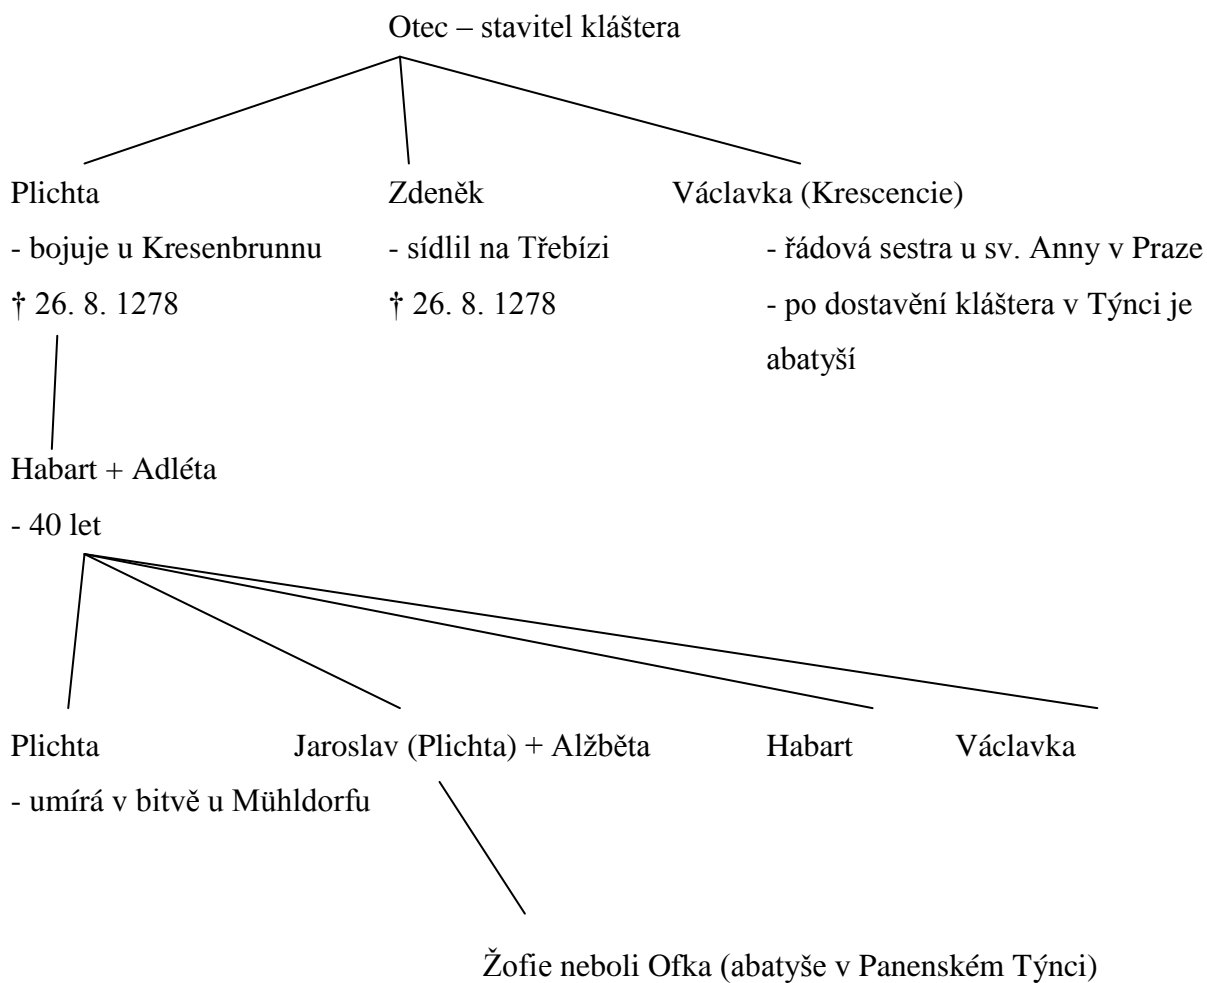 Otec – stavitel kláštera
Plichta
- bojuje u Kresenbrunnu
† 26. 8. 1278
Zdeněk
- sídlil na Třebízi
† 26. 8. 1278
Václavka (Krescencie)
- řádová sestra u sv. Anny v Praze
- po dostavění kláštera v Týnci je
abatyší
Habart + Adléta
- 40 let
Plichta
- umírá v bitvě u Mühldorfu
Jaroslav (Plichta) + Alžběta
Habart
Václavka
Žofie neboli Ofka (abatyše v Panenském Týnci)